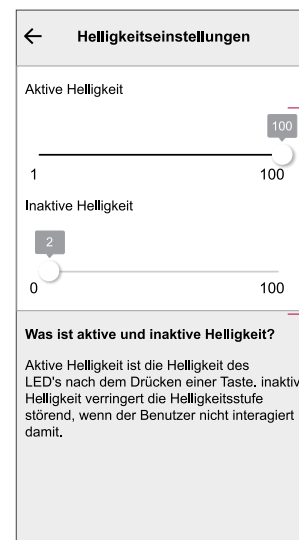 Helligkeitseinstellungen
Aktive Helligkeit
100
1 100
Inaktive Helligkeit
2
0 100
Was ist aktive und inaktive Helligkeit?
Aktive Helligkeit ist die Helligkeit des
LED's nach dem Drücken einer Taste. inaktiv
Helligkeit verringert die Helligkeitsstufe
störend, wenn der Benutzer nicht interagiert
damit.